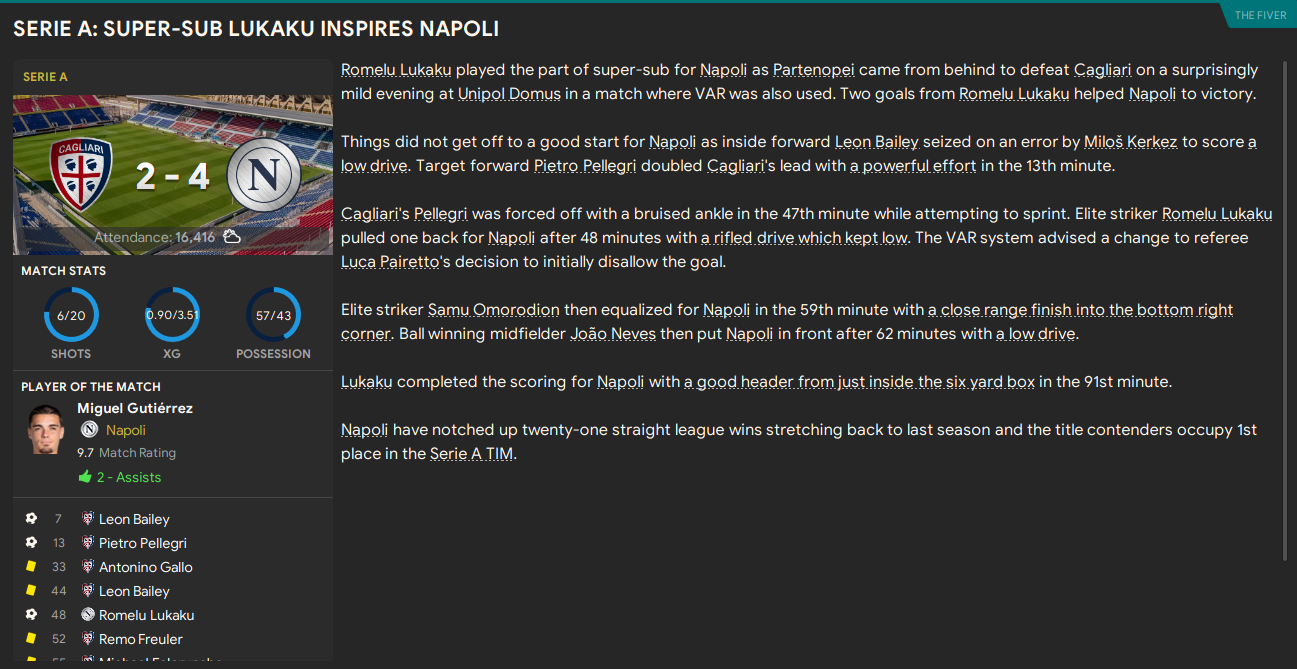 THE FIVER
SERIE A: SUPER-SUB LUKAKU INSPIRES NAPOLI
SERIE A
CAGLIARI
2 - 4
N
Attendance: 16,416
MATCH STATS
6/20
0.90/3.51
57/43
SHOTS
XG
POSSESSION
PLAYER OF THE MATCH
Miguel Gutiérrez
N
Napoli
9.7 Match Rating
2 - Assists
7 Leon Bailey
13 Pietro Pellegri
33 Antonino Gallo
44 Leon Bailey
48 Romelu Lukaku
52 Remo Freuler
Romelu Lukaku played the part of super-sub for Napoli as Partenopei came from behind to defeat Cagliari on a surprisingly
mild evening at Unipol Domus in a match where VAR was also used. Two goals from Romelu Lukaku helped Napoli to victory.
Things did not get off to a good start for Napoli as inside forward Leon Bailey seized on an error by Miloš Kerkez to score a
low drive. Target forward Pietro Pellegri doubled Cagliari's lead with a powerful effort in the 13th minute.
Cagliari's Pellegri was forced off with a bruised ankle in the 47th minute while attempting to sprint. Elite striker Romelu Lukaku
pulled one back for Napoli after 48 minutes with a rifled drive which kept low. The VAR system advised a change to referee
Luca Pairetto's decision to initially disallow the goal.
Elite striker Samu Omorodion then equalized for Napoli in the 59th minute with a close range finish into the bottom right
corner. Ball winning midfielder João Neves then put Napoli in front after 62 minutes with a low drive.
Lukaku completed the scoring for Napoli with a good header from just inside the six yard box in the 91st minute.
Napoli have notched up twenty-one straight league wins stretching back to last season and the title contenders occupy 1st
place in the Serie A TIM.